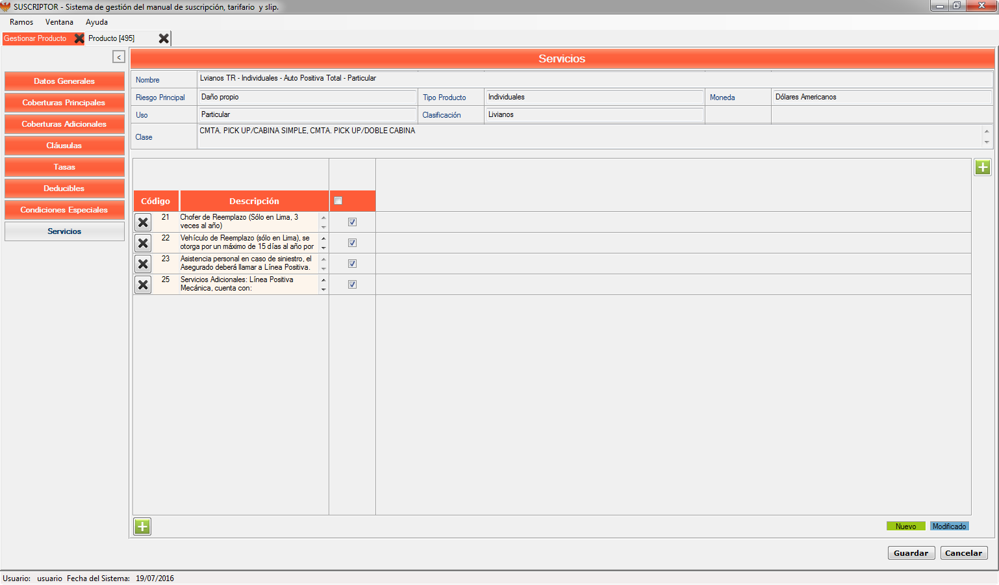 SUSCRIPTOR - Sistema de gestión del manual de suscripción, tarifario y slip.
Ramos Ventana Ayuda
Gestionar Producto Producto [495]
<
Servicios
Datos Generales
Coberturas Principales
Coberturas Adicionales
Cláusulas
Tasas
Deducibles
Condiciones Especiales
Servicios
Nombre Lvianos TR - Individuales - Auto Positiva Total - Particular
Riesgo Principal Daño propio Tipo Producto Individuales Moneda Dólares Americanos
Uso Particular Clasificación Livianos
Clase CMTA. PICK UP/CABINA SIMPLE, CMTA. PICK UP/DOBLE CABINA
Código Descripción
21 Chofer de Reemplazo (Sólo en Lima, 3
veces al año)
22 Vehículo de Reemplazo (sólo en Lima), se
otorga por un máximo de 15 días al año por
23 Asistencia personal en caso de siniestro, el
Asegurado deberá llamar a Línea Positiva.
25 Servicios Adicionales: Línea Positiva
Mecánica, cuenta con:
Nuevo Modificado
Guardar Cancelar
Usuario: usuario Fecha del Sistema: 19/07/2016